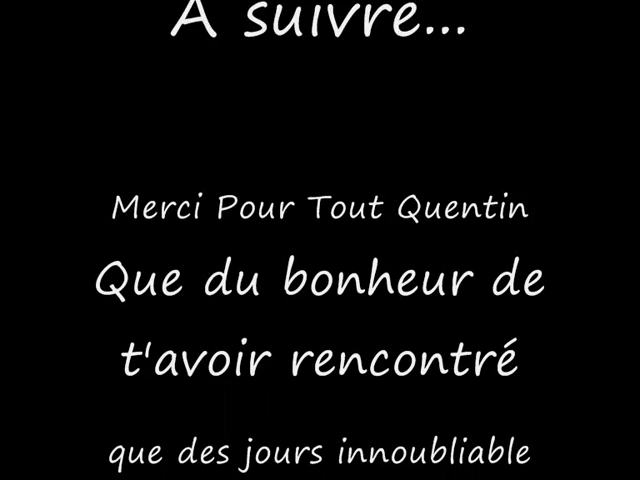 A suivre...
Merci Pour Tout Quentin
Que du bonheur de
t'avoir rencontré
que des jours innoubliable